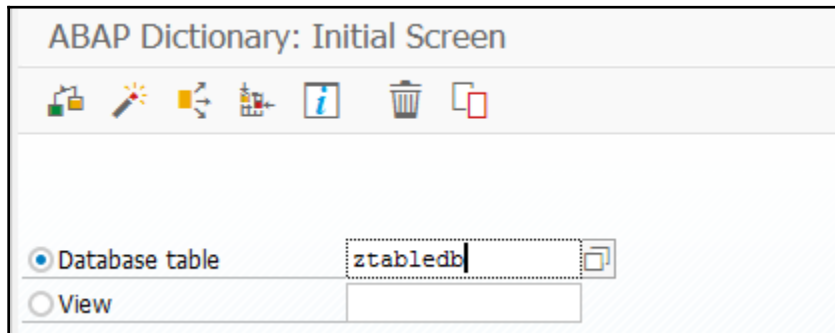 ABAP Dictionary: Initial Screen
i
Database table ztabledb
View